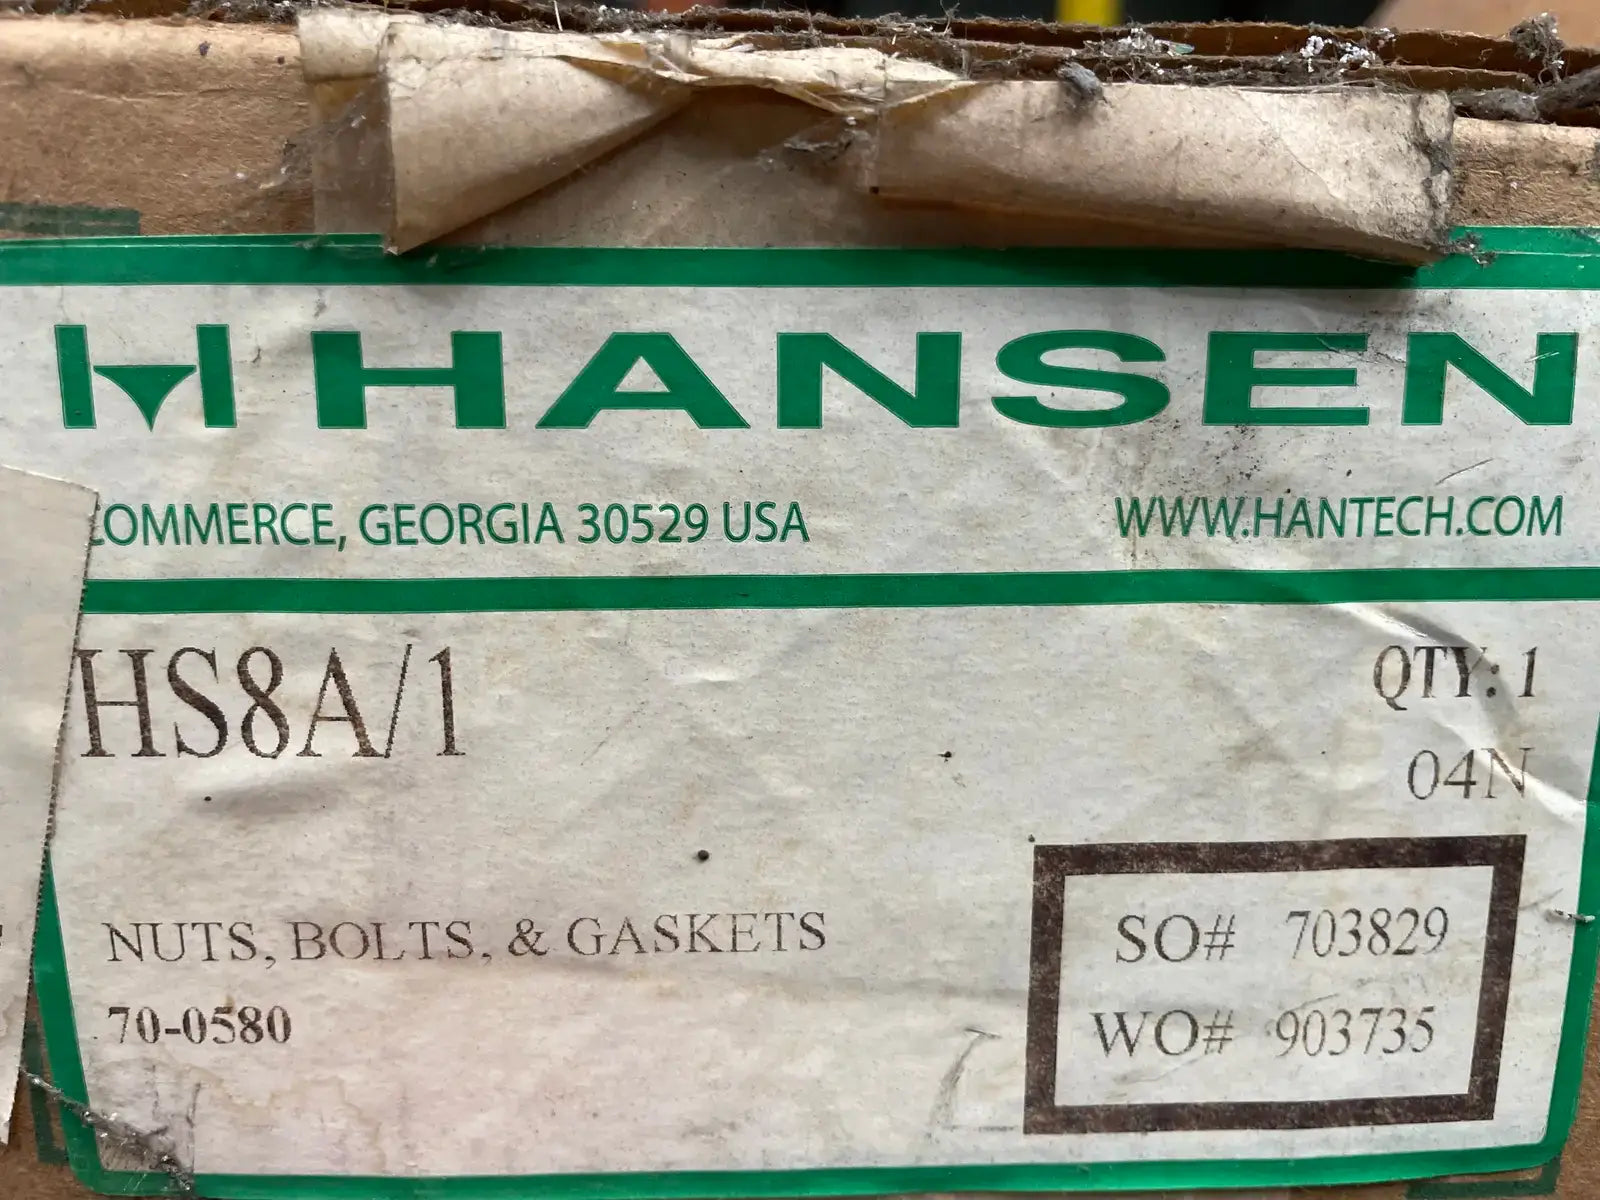 HANSEN
COMMERCE, GEORGIA 30529 USA
WWW.HANTECH.COM
HS8A/1
QTY: 1
04N
NUTS, BOLTS, & GASKETS
70-0580
SO# 703829
WO# 903735